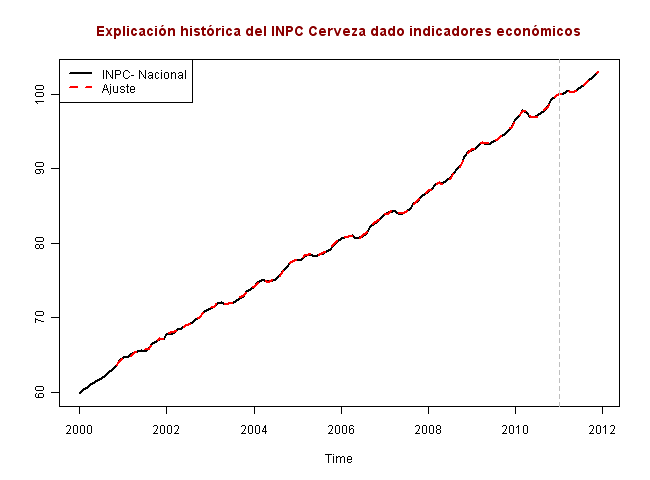 Explicación histórica del INPC Cerveza dado indicadores económicos
INPC- Nacional
Ajuste
100
90
80
70
60
2000 2002 2004 2006 2008 2010 2012
Time